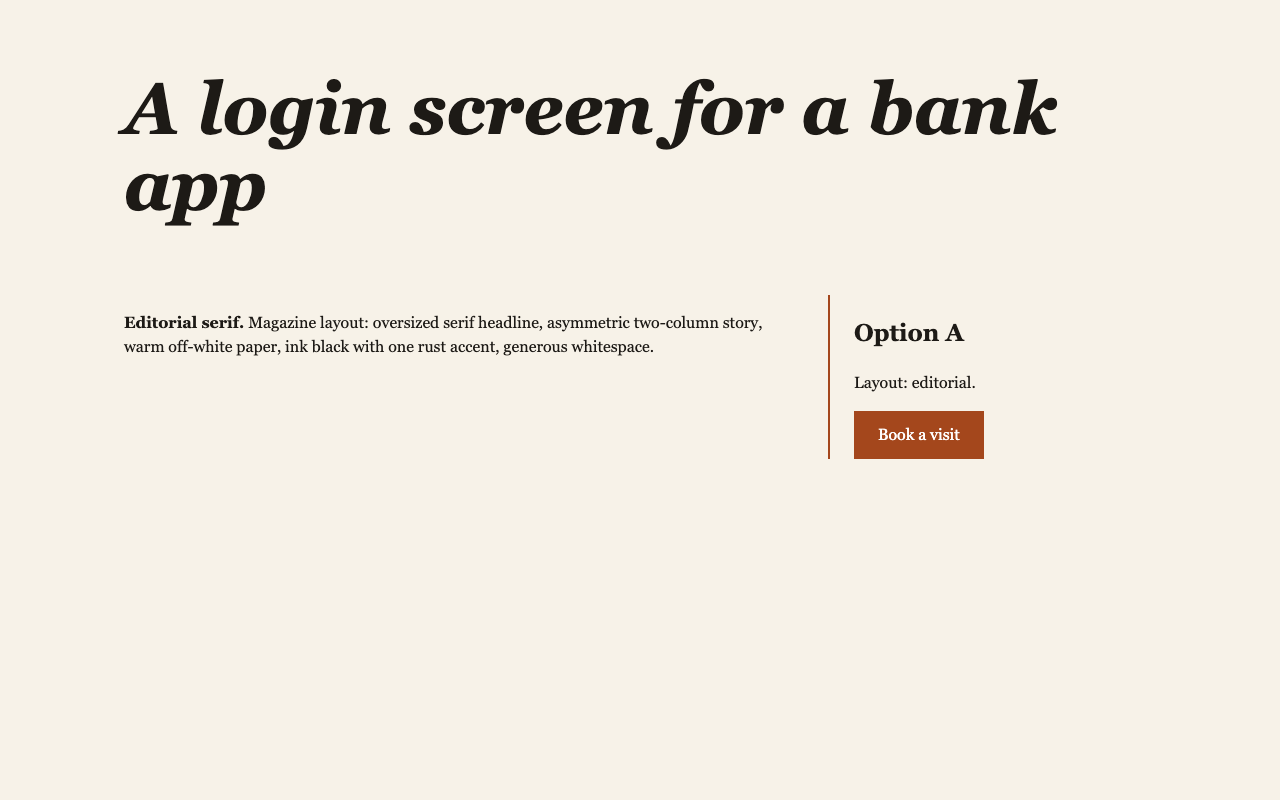 A login screen for a bank
app
Editorial serif. Magazine layout: oversized serif headline, asymmetric two-column story,
warm off-white paper, ink black with one rust accent, generous whitespace.
Option A
Layout: editorial.
Book a visit